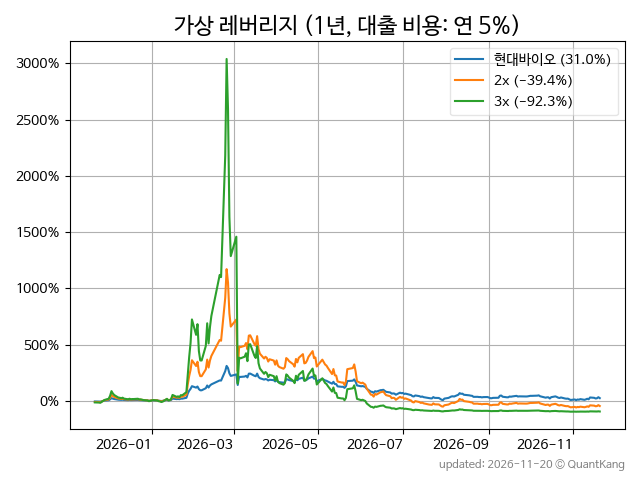 가상 레버리지 (1년, 대출 비용: 연 5%)
현대바이오 (31.0%)
2x (-39.4%)
3x (-92.3%)
3000%
2500%
2000%
1500%
1000%
500%
0%
2026-01 2026-03 2026-05 2026-07 2026-09 2026-11
updated: 2026-11-20 © QuantKang